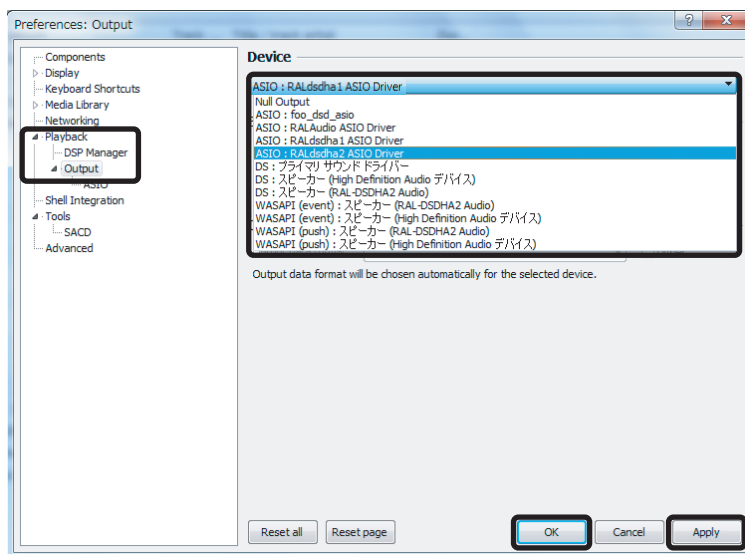 Preferences: Output
Components
Display
Keyboard Shortcuts
Media Library
Networking
Playback
DSP Manager
Output
ASIO
Shell Integration
Tools
SACD
Advanced
Device
ASIO : RALdsdha1 ASIO Driver
Null Output
ASIO : foo_dsd_asio
ASIO : RALAudio ASIO Driver
ASIO : RALdsdha1 ASIO Driver
ASIO : RALdsdha2 ASIO Driver
DS : プライマリ サウンド ドライバー
DS : スピーカー (High Definition Audio デバイス)
DS : スピーカー (RAL-DSDHA2 Audio)
WASAPI (event) : スピーカー (RAL-DSDHA2 Audio)
WASAPI (event) : スピーカー (High Definition Audio デバイス)
WASAPI (push) : スピーカー (RAL-DSDHA2 Audio)
WASAPI (push) : スピーカー (High Definition Audio デバイス)
Output data format will be chosen automatically for the selected device.
Reset all
Reset page
OK
Cancel
Apply